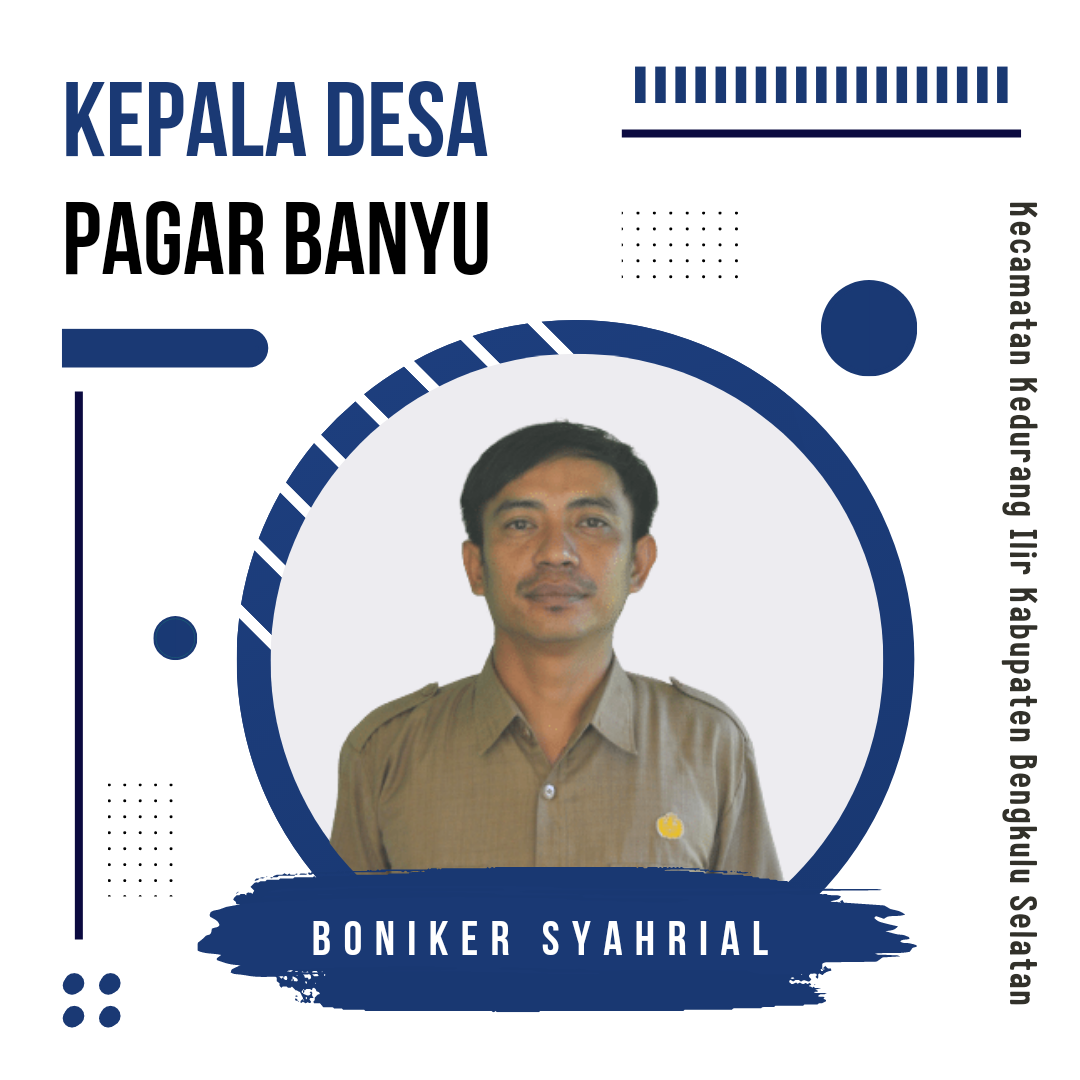 KEPALA DESA
PAGAR BANYU
Kecamatan Kedurang Ilir Kabupaten Bengkulu Selatan
BONIKER SYAHRIAL